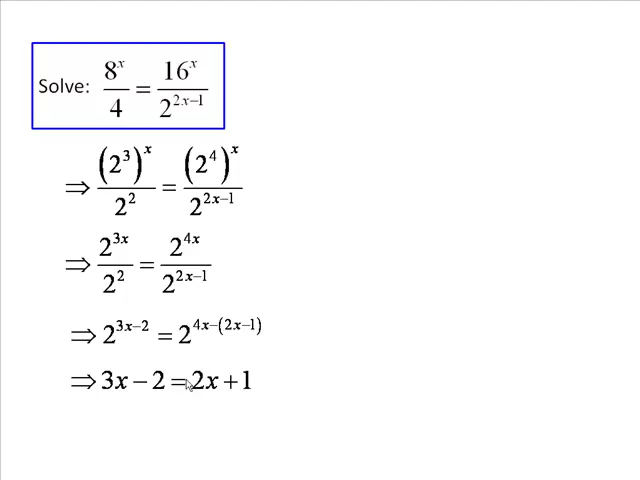 Solve: 8^x/4 = 16^x/2^(2x−1)
⇒ (2^3)^x/2^2 = (2^4)^x/2^(2x−1)
⇒ 2^(3x)/2^2 = 2^(4x)/2^(2x−1)
⇒ 2^(3x−2) = 2^(4x−(2x−1))
⇒ 3x − 2 = 2x + 1